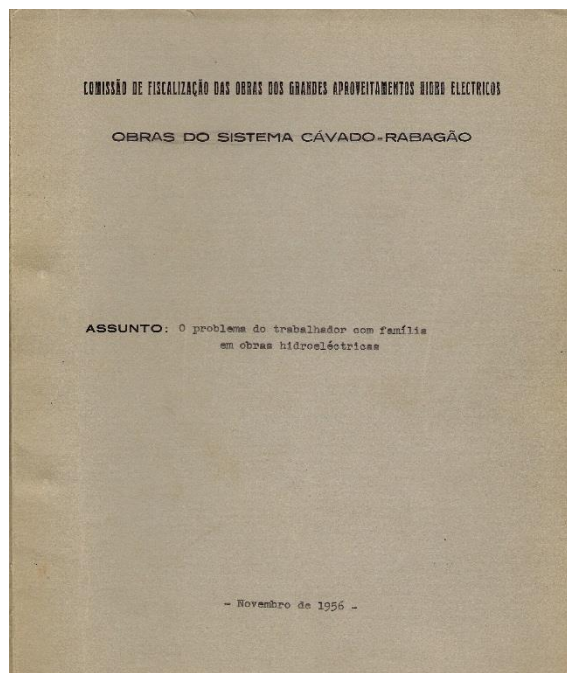 COMISSÃO DE FISCALIZAÇÃO DAS OBRAS DOS GRANDES APROVEITAMENTOS HIDRO ELECTRICOS
OBRAS DO SISTEMA CÁVADO-RABAGÃO
ASSUNTO: O problema do trabalhador com família
em obras hidroeléctricas
- Novembro de 1956 -